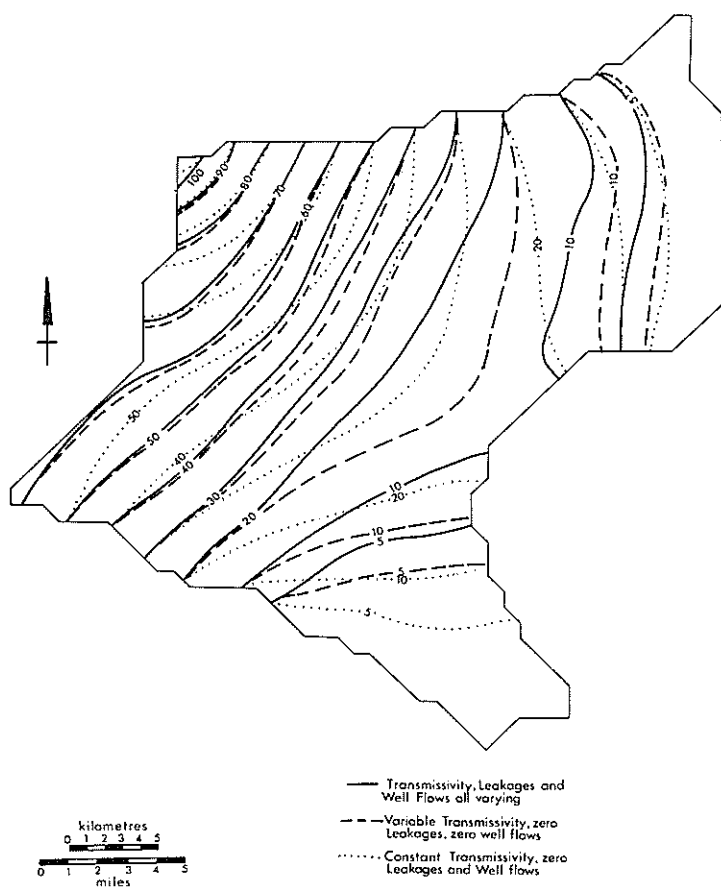 5
100
90
80
70
60
10
20
10
50
50
40
40
30
20
10
20
10
5
5
10
5
Transmissivity, Leakages and
Well Flows all varying
Variable Transmissivity, zero
Leakages, zero well flows
Constant Transmissivity, zero
Leakages and Well flows
kilometres
0 1 2 3 4 5
0 1 2 3 4 5
miles